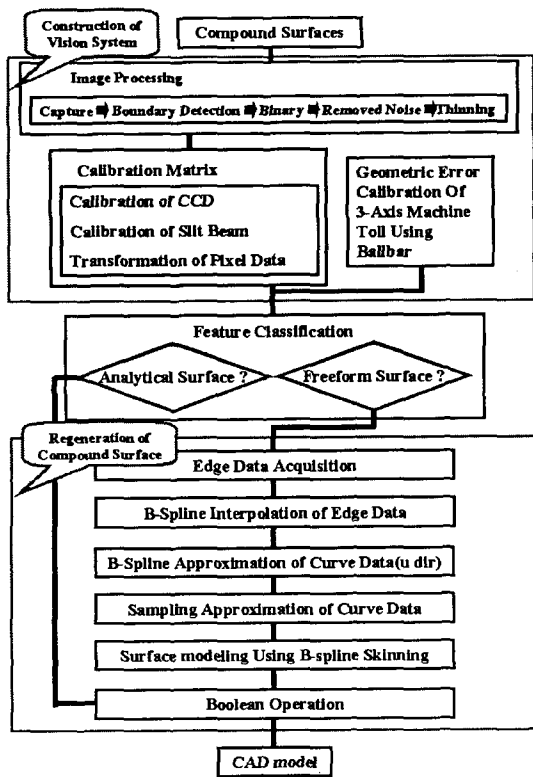 Construction of
Vision System
Compound Surfaces
Image Processing
Capture ➡ Boundary Detection ➡ Binary ➡ Removed Noise ➡ Thinning
Calibration Matrix
Calibration of CCD
Calibration of Slit Beam
Transformation of Pixel Data
Geometric Error
Calibration Of
3-Axis Machine
Toll Using
Ballbar
Feature Classification
Analytical Surface ?
Freeform Surface ?
Regeneration of
Compound Surface
Edge Data Acquisition
B-Spline Interpolation of Edge Data
B-Spline Approximation of Curve Data(u dir)
Sampling Approximation of Curve Data
Surface modeling Using B-spline Skinning
Boolean Operation
CAD model